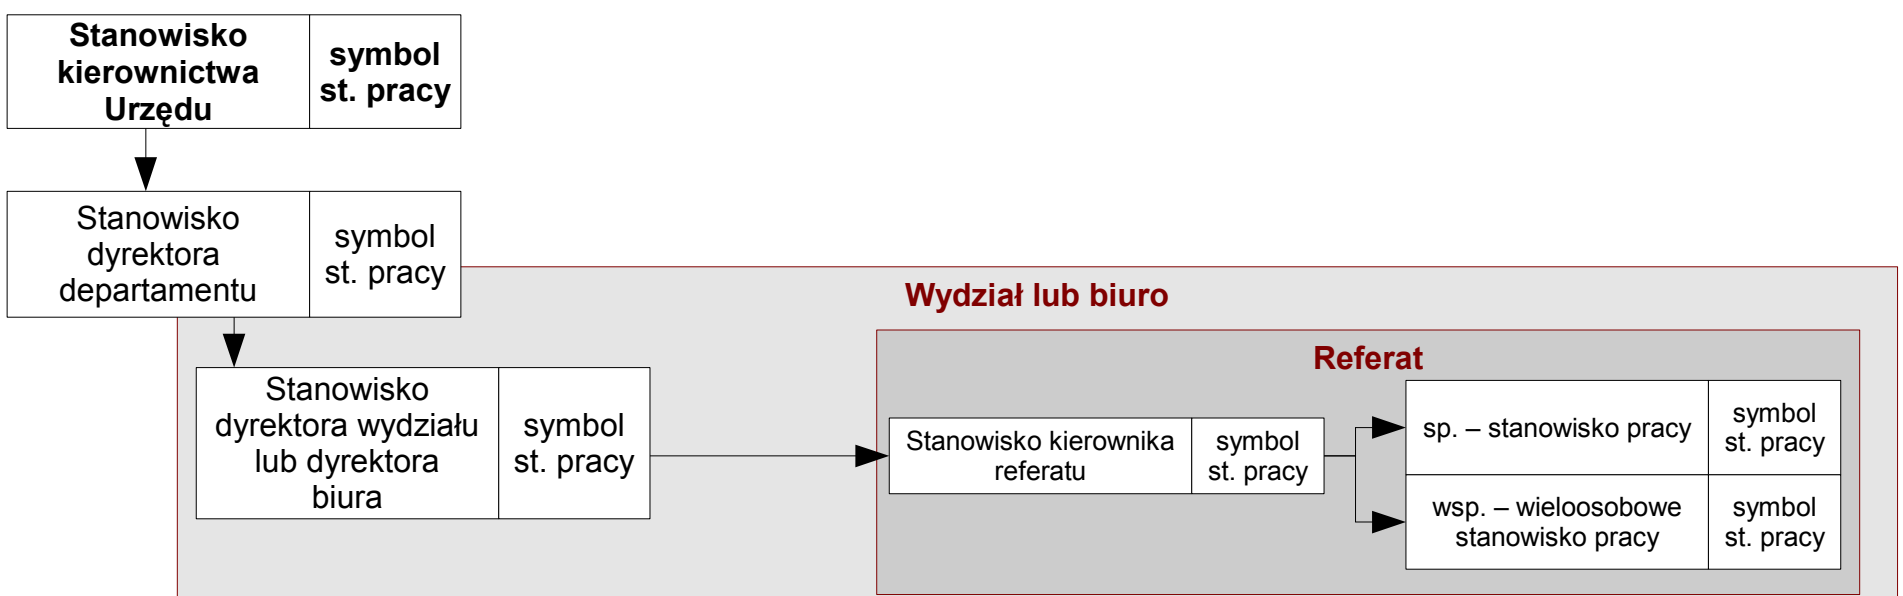 Stanowisko
kierownictwa
Urzędu
symbol
st. pracy
Stanowisko
dyrektora
departamentu
symbol
st. pracy
Wydział lub biuro
Referat
Stanowisko
dyrektora wydziału
lub dyrektora
biura
symbol
st. pracy
Stanowisko kierownika
referatu
symbol
st. pracy
sp. – stanowisko pracy
symbol
st. pracy
wsp. – wieloosobowe
stanowisko pracy
symbol
st. pracy